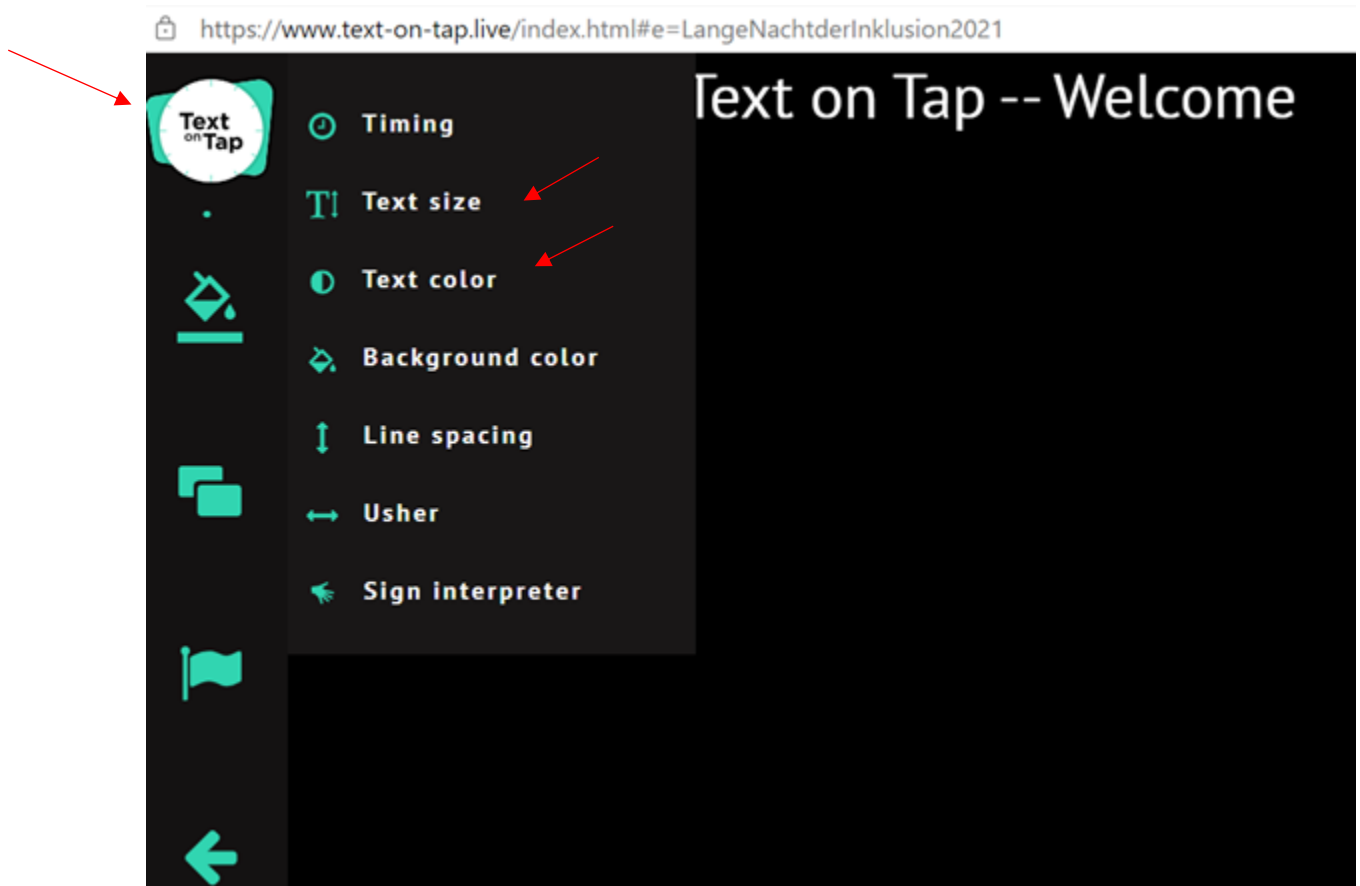 https://www.text-on-tap.live/index.html#e=LangeNachtderInklusion2021
Text on Tap -- Welcome
Text
on Tap
Timing
Text size
Text color
Background color
Line spacing
Usher
Sign interpreter